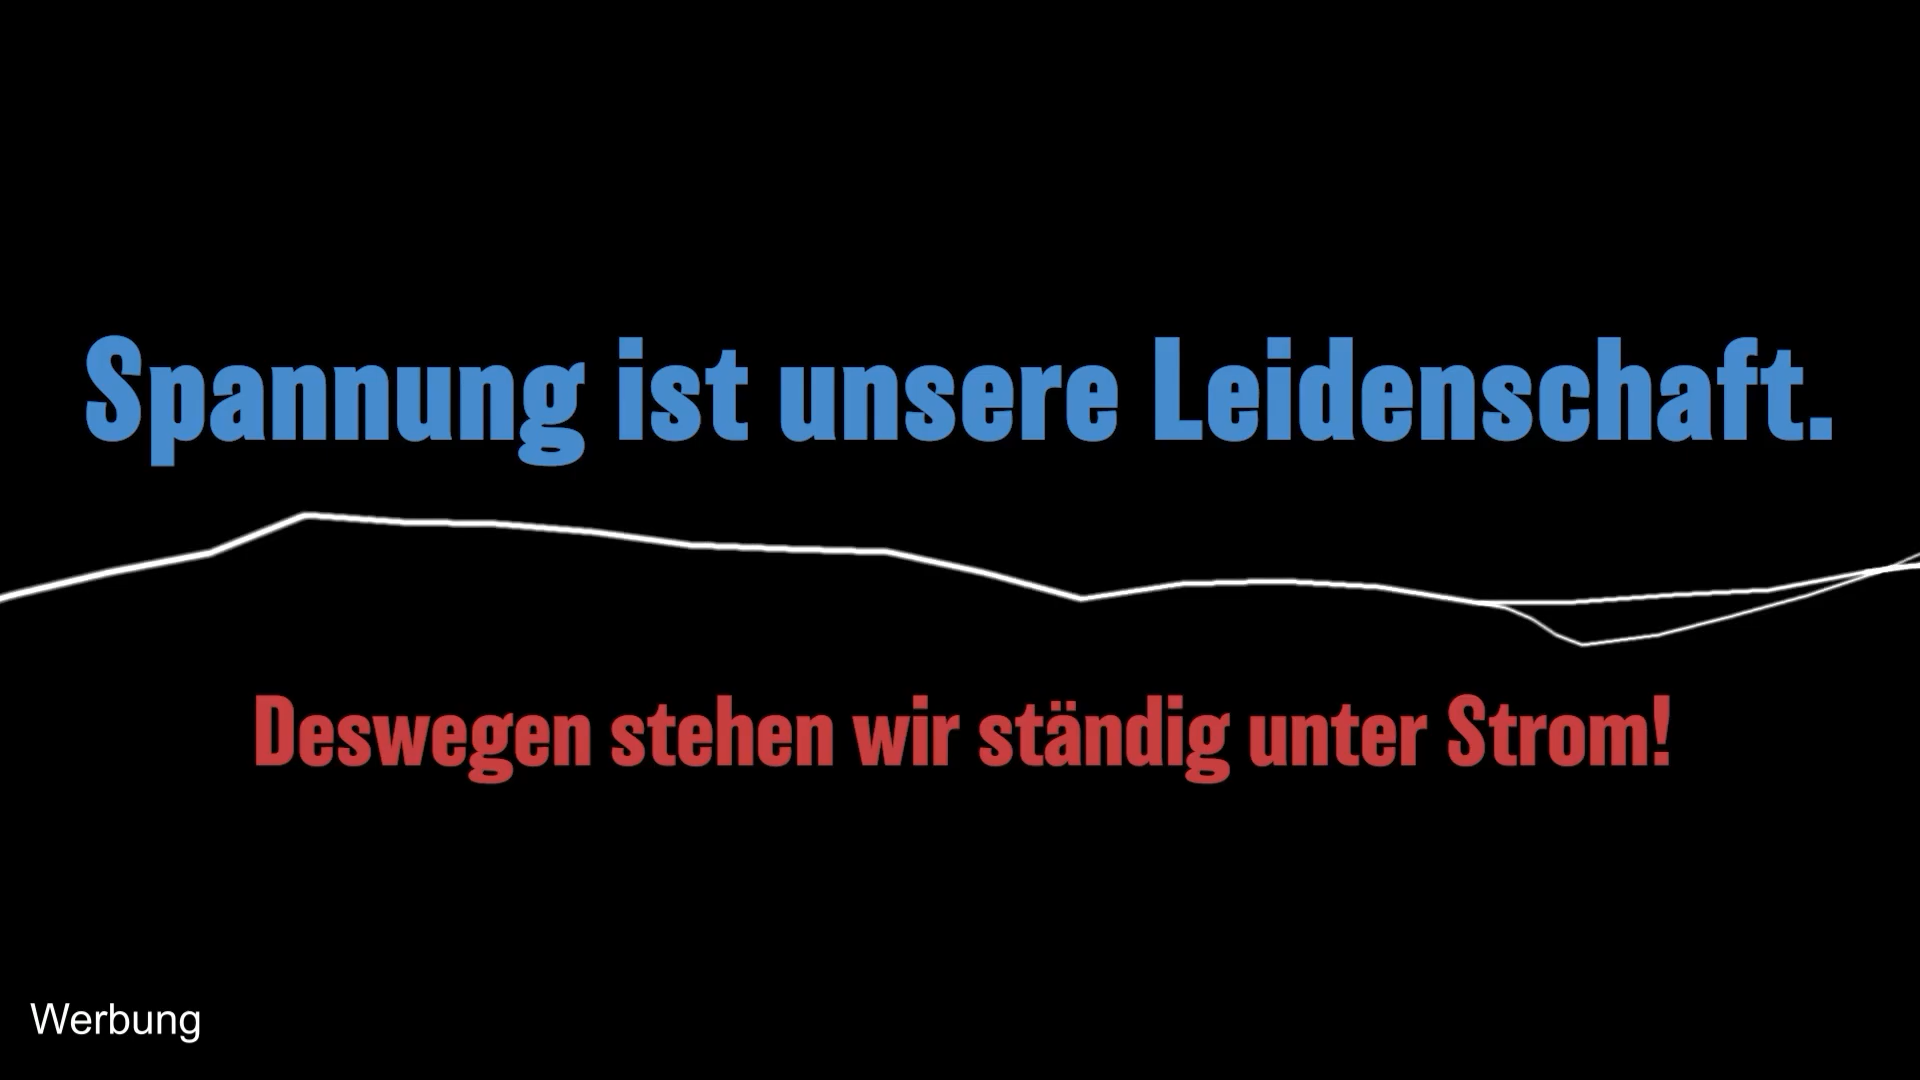 Spannung ist unsere Leidenschaft.
Deswegen stehen wir ständig unter Strom!
Werbung